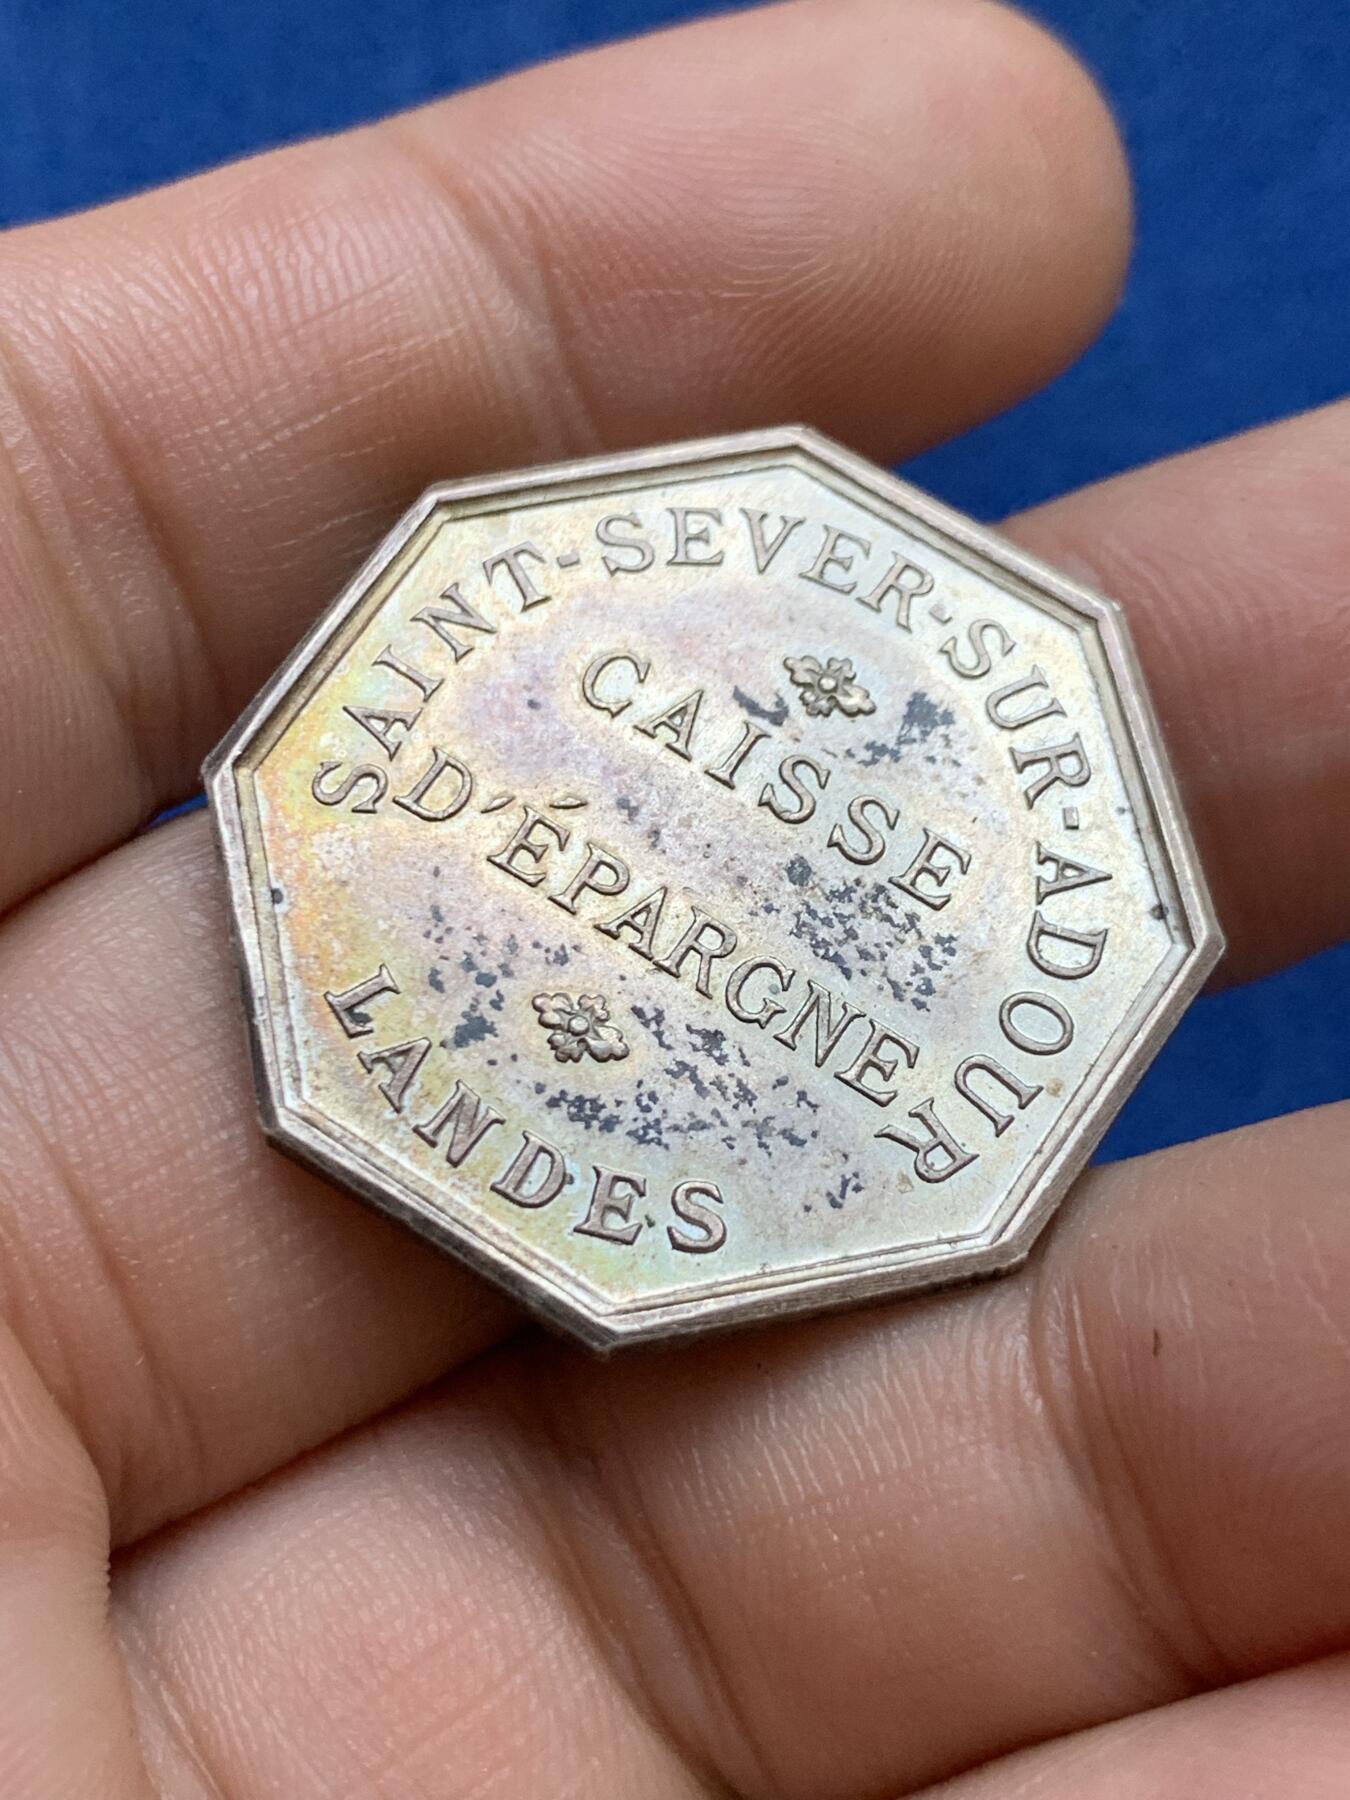 SAINT-SEVER-SUR-ADOUR
CAISSE
D'ÉPARGNE
LANDES